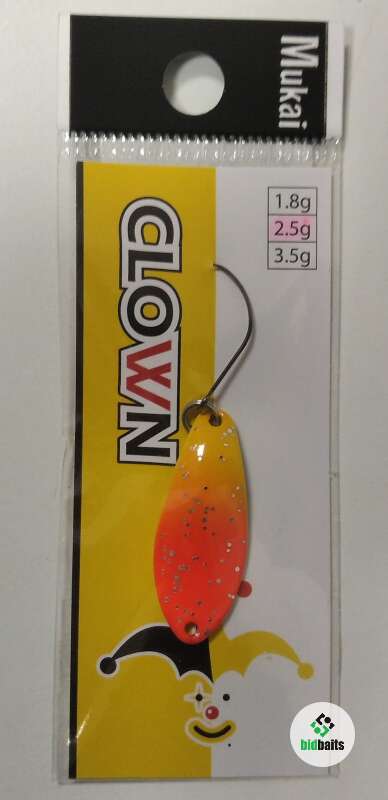 Mukai
1.8g
2.5g
3.5g
CLOWN
bidbaits